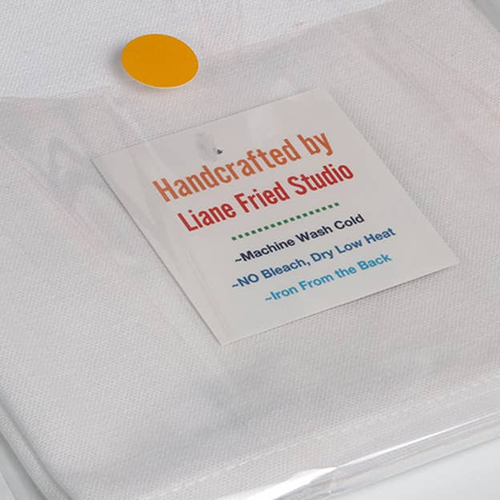 Handcrafted by
Liane Fried Studio
~Machine Wash Cold
~NO Bleach, Dry Low Heat
~Iron From the Back